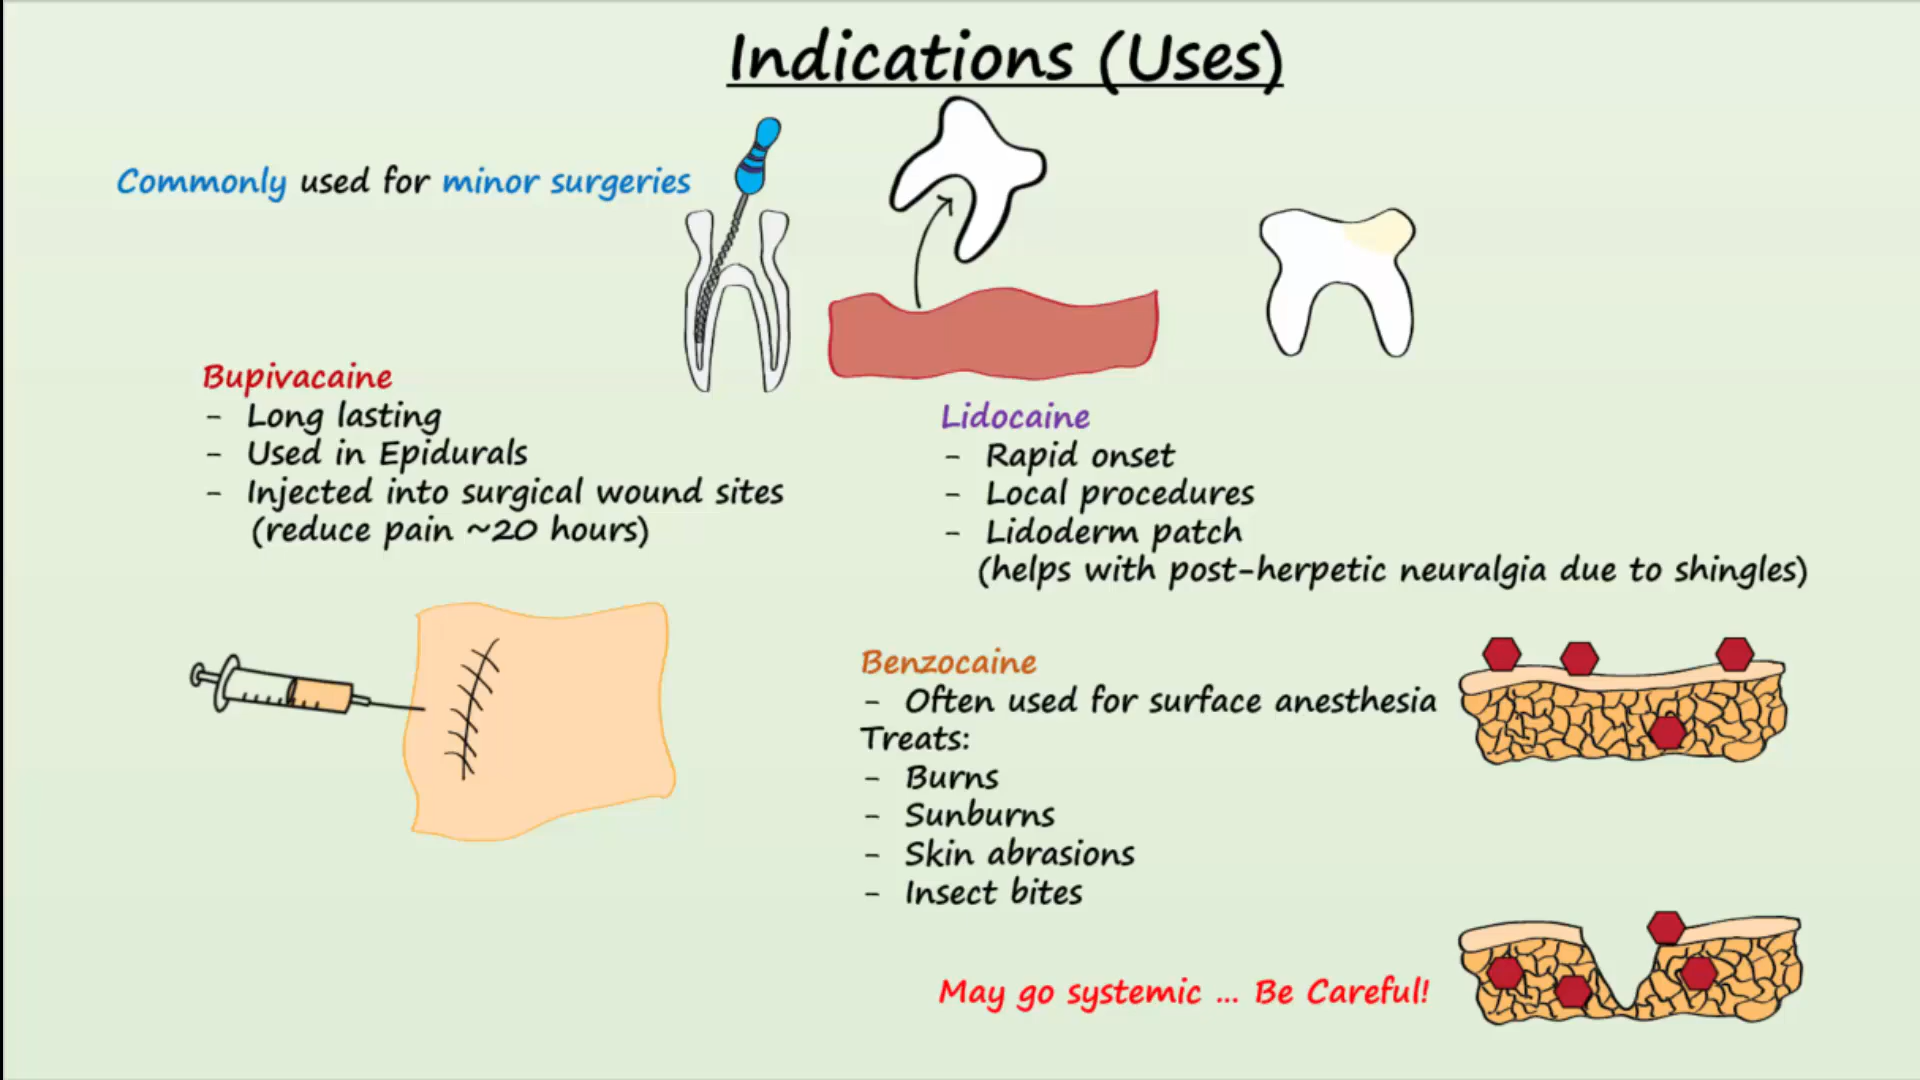 Indications (Uses)
Commonly used for minor surgeries
Bupivacaine
- Long lasting
- Used in Epidurals
- Injected into surgical wound sites
(reduce pain ~20 hours)
Lidocaine
- Rapid onset
- Local procedures
- Lidoderm patch
(helps with post-herpetic neuralgia due to shingles)
Benzocaine
- Often used for surface anesthesia
Treats:
- Burns
- Sunburns
- Skin abrasions
- Insect bites
May go systemic ... Be Careful!